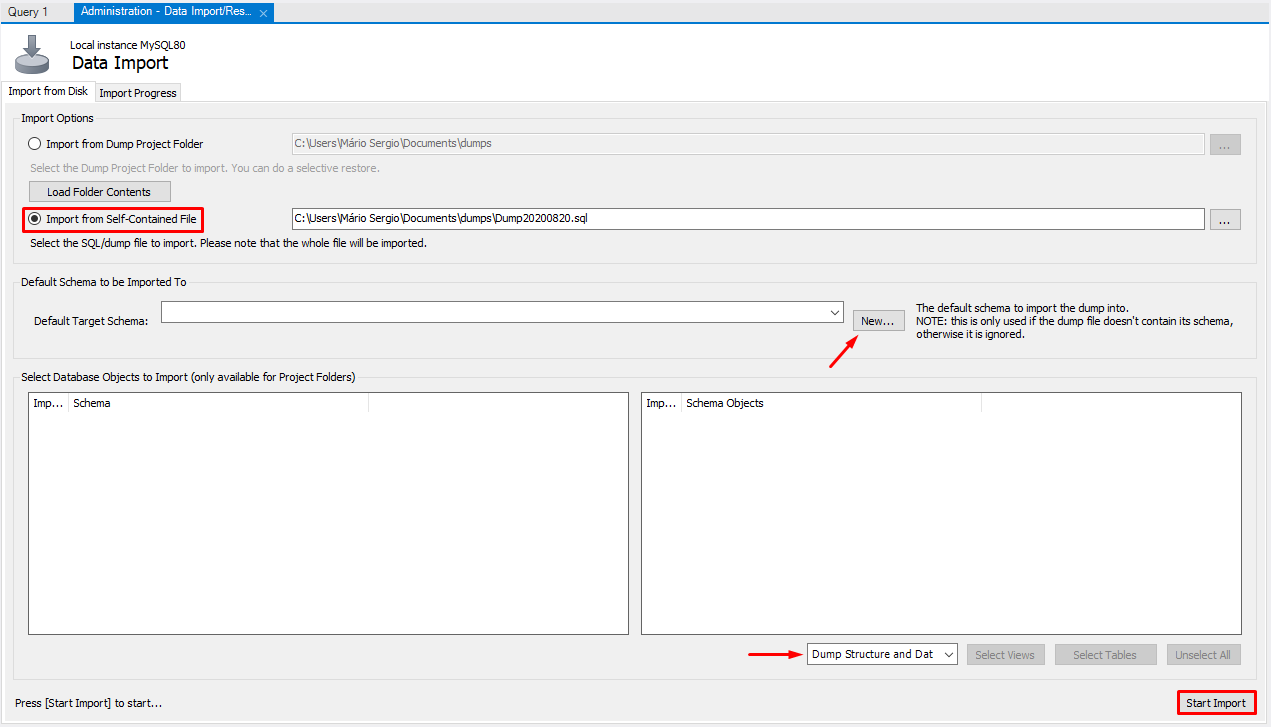 Query 1
Administration - Data Import/Res...
Local instance MySQL80
Data Import
Import from Disk
Import Progress
Import Options
Import from Dump Project Folder
C:\Users\Mário Sergio\Documents\dumps
...
Select the Dump Project Folder to import. You can do a selective restore.
Load Folder Contents
Import from Self-Contained File
C:\Users\Mário Sergio\Documents\dumps\Dump20200820.sql
...
Select the SQL/dump file to import. Please note that the whole file will be imported.
Default Schema to be Imported To
Default Target Schema:
New...
The default schema to import the dump into.
NOTE: this is only used if the dump file doesn't contain its schema,
otherwise it is ignored.
Select Database Objects to Import (only available for Project Folders)
Imp... Schema
Imp... Schema Objects
Dump Structure and Dat
Select Views
Select Tables
Unselect All
Press [Start Import] to start...
Start Import